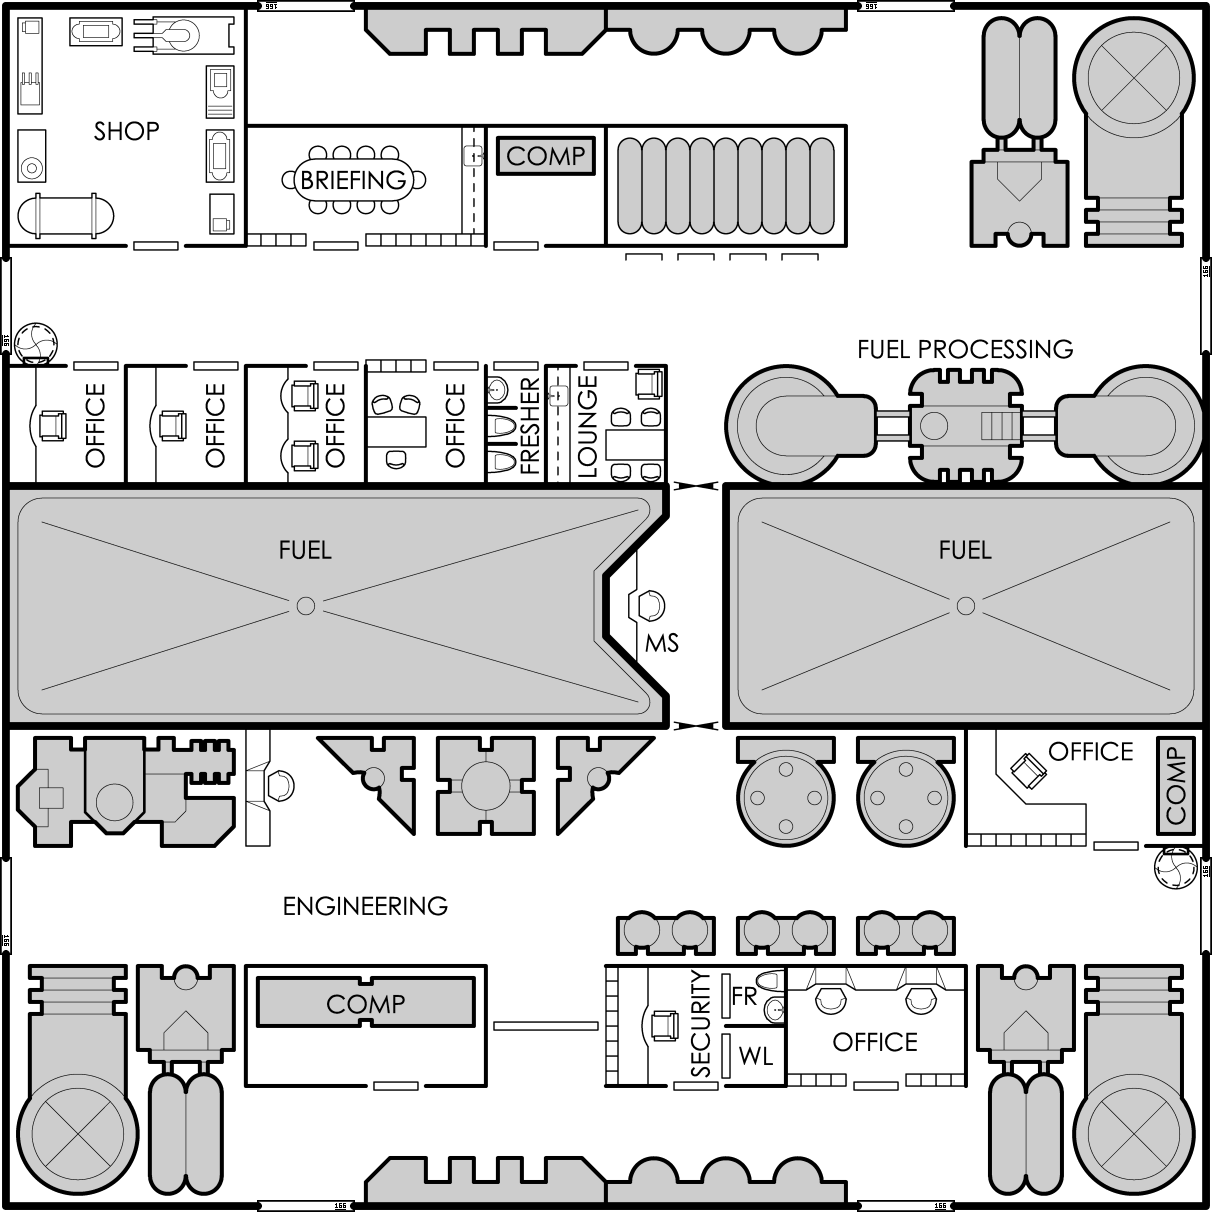 SHOP
BRIEFING
COMP
FUEL PROCESSING
OFFICE
OFFICE
OFFICE
OFFICE
FRESHER
LOUNGE
FUEL
FUEL
MS
OFFICE
COMP
ENGINEERING
COMP
SECURITY
FR
WL
OFFICE